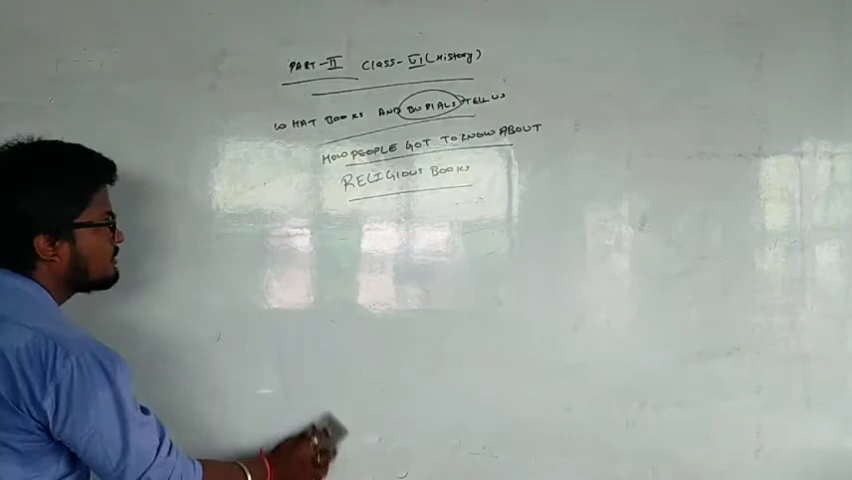 PART-II CLASS-VI (History)
WHAT BOOKS AND BURIALS TELL US
HOW PEOPLE GOT TO KNOW ABOUT
RELIGIOUS BOOKS